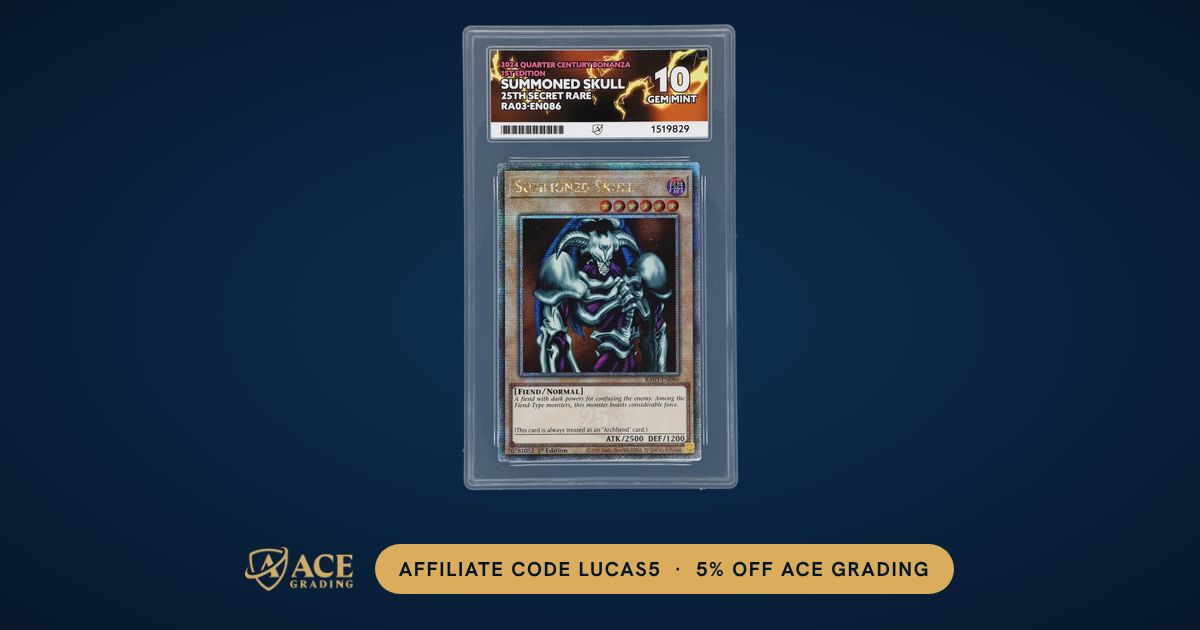 2024 QUARTER CENTURY BONANZA
1ST EDITION
SUMMONED SKULL
25TH SECRET RARE
RA03-EN086
10
GEM MINT
1519829
SUMMONED SKULL
RA03-EN086
[FIEND/NORMAL]
A fiend with dark powers for confusing the enemy. Among the
Fiend-Type monsters, this monster boasts considerable force.
(This card is always treated as an "Archfiend" card.)
ATK/2500 DEF/1200
70781052 1st Edition
ACE
GRADING
AFFILIATE CODE LUCAS5 · 5% OFF ACE GRADING